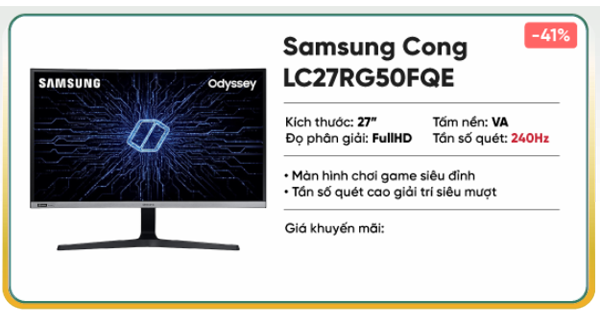 -41%
Samsung Cong
LC27RG50FQE
SAMSUNG
Odyssey
Kích thước: 27”
Tấm nền: VA
Đọ phân giải: FullHD
Tần số quét: 240Hz
• Màn hình chơi game siêu đỉnh
• Tần số quét cao giải trí siêu mượt
Giá khuyến mãi: